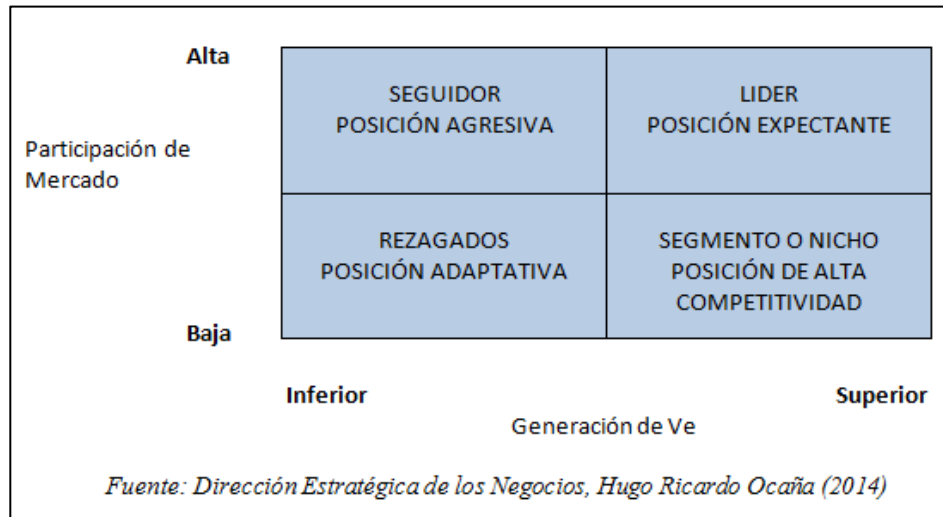 Alta
Participación de
Mercado
SEGUIDOR
POSICIÓN AGRESIVA
LIDER
POSICIÓN EXPECTANTE
REZAGADOS
POSICIÓN ADAPTATIVA
SEGMENTO O NICHO
POSICIÓN DE ALTA
COMPETITIVIDAD
Baja
Inferior
Superior
Generación de Ve
Fuente: Dirección Estratégica de los Negocios, Hugo Ricardo Ocaña (2014)